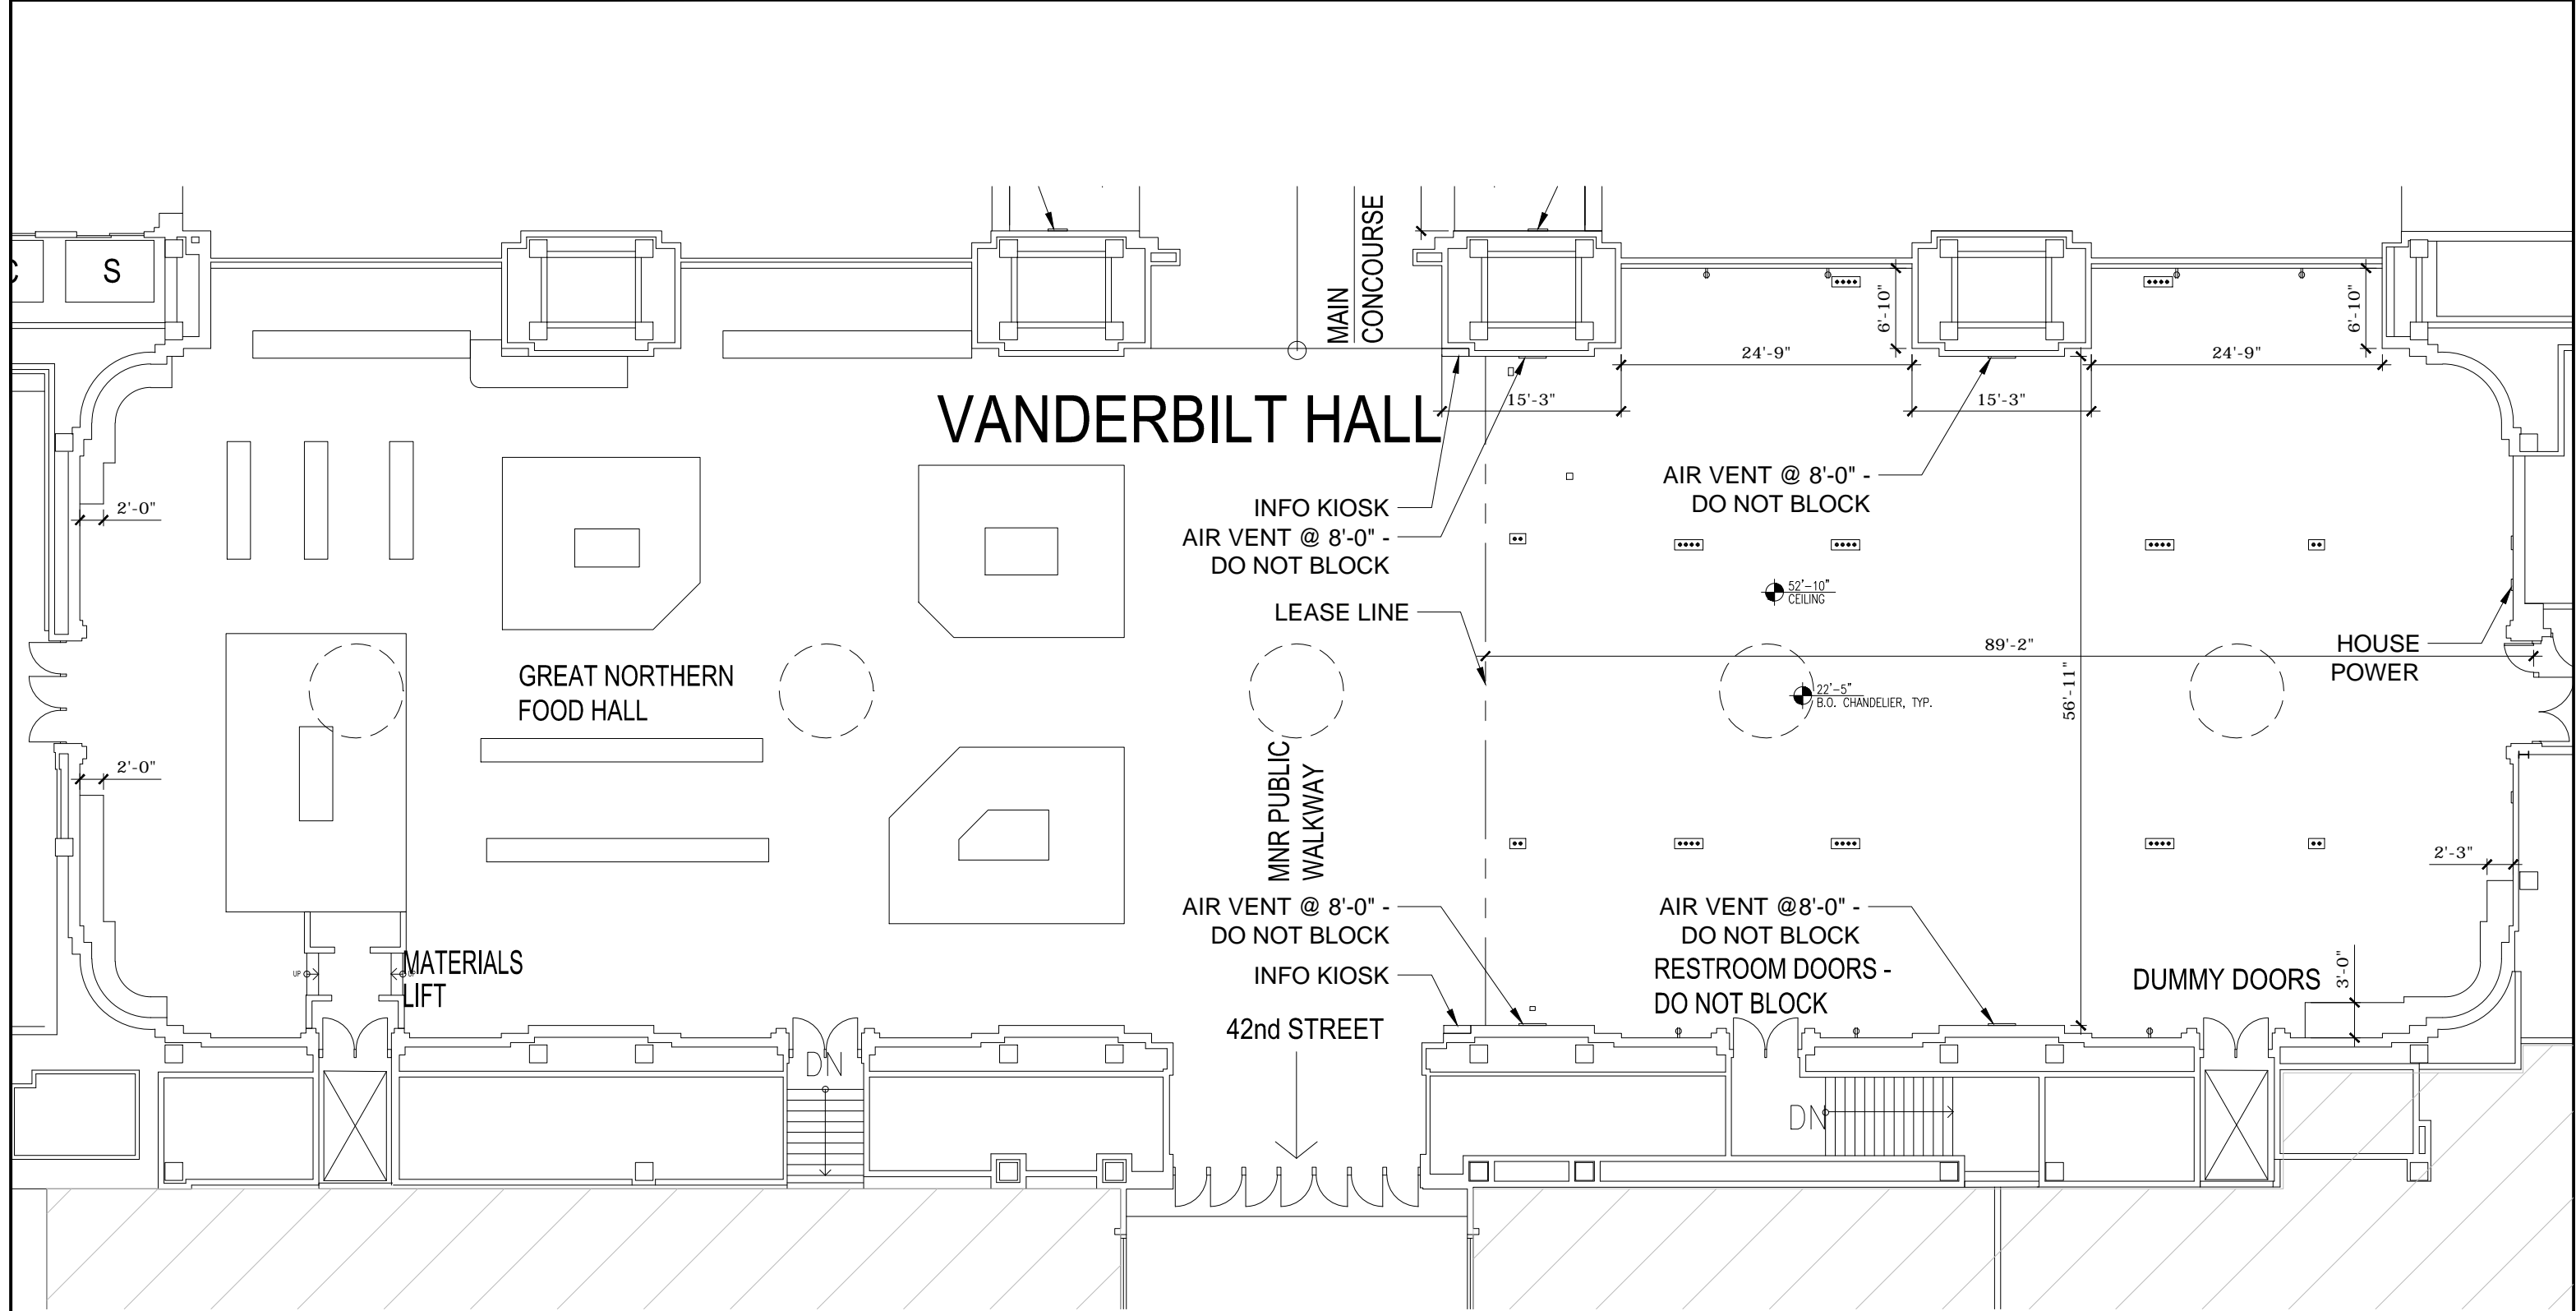 MAIN
CONCOURSE
S
6'-10"
6'-10"
24'-9"
24'-9"
15'-3"
15'-3"
VANDERBILT HALL
AIR VENT @ 8'-0" -
DO NOT BLOCK
2'-0"
INFO KIOSK
AIR VENT @ 8'-0" -
DO NOT BLOCK
52'-10"
CEILING
LEASE LINE
89'-2"
HOUSE
POWER
GREAT NORTHERN
FOOD HALL
22'-5"
B.O. CHANDELIER, TYP.
56'-11"
2'-0"
MNR PUBLIC
WALKWAY
2'-3"
AIR VENT @ 8'-0" -
DO NOT BLOCK
AIR VENT @8'-0" -
DO NOT BLOCK
MATERIALS
LIFT
UP
INFO KIOSK
RESTROOM DOORS -
DO NOT BLOCK
DUMMY DOORS
3'-0"
42nd STREET
DN
DN